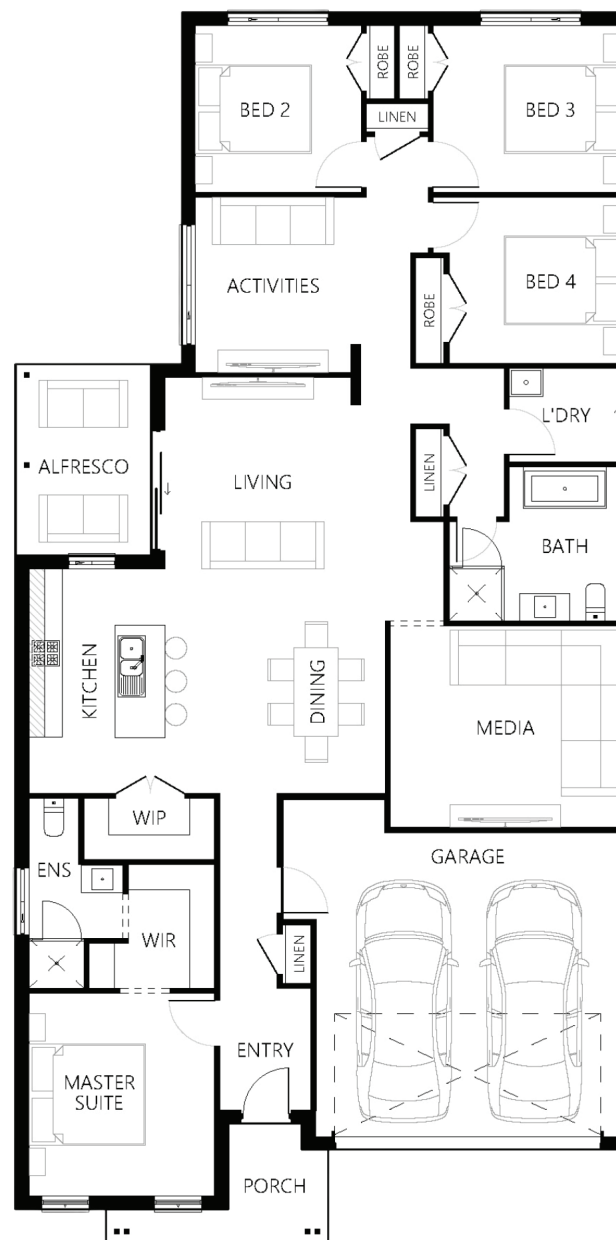 BED 2
ROBE
ROBE
BED 3
LINEN
ACTIVITIES
BED 4
ROBE
L'DRY
ALFRESCO
LIVING
LINEN
BATH
KITCHEN
DINING
MEDIA
WIP
ENS
GARAGE
WIR
LINEN
ENTRY
MASTER
SUITE
PORCH